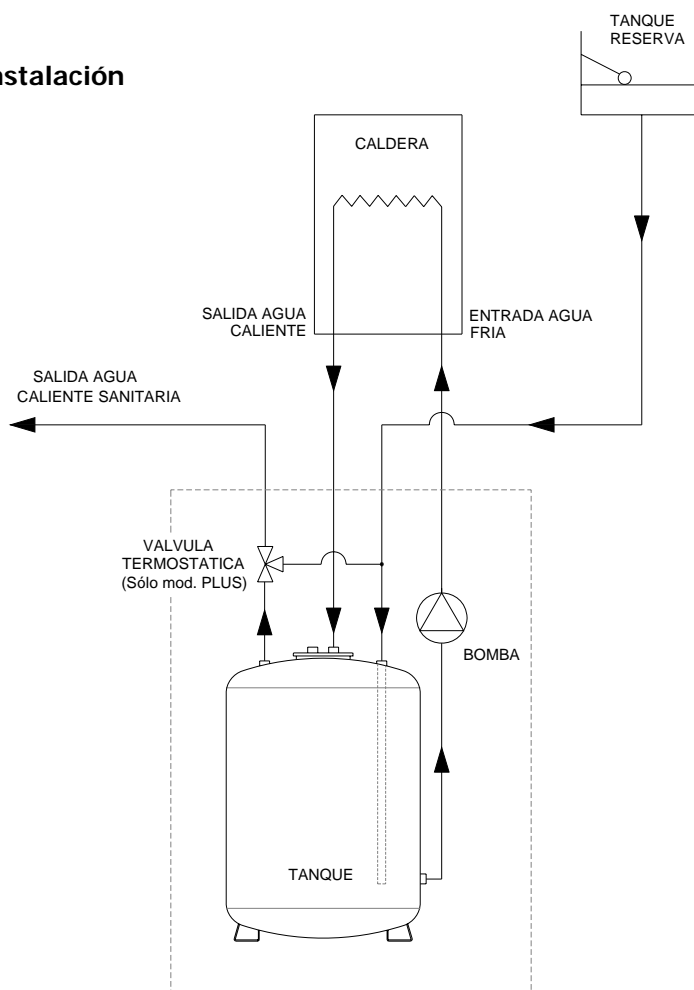 TANQUE
RESERVA
nstalación
CALDERA
SALIDA AGUA
CALIENTE
ENTRADA AGUA
FRIA
SALIDA AGUA
CALIENTE SANITARIA
VALVULA
TERMOSTATICA
(Sólo mod. PLUS)
BOMBA
TANQUE